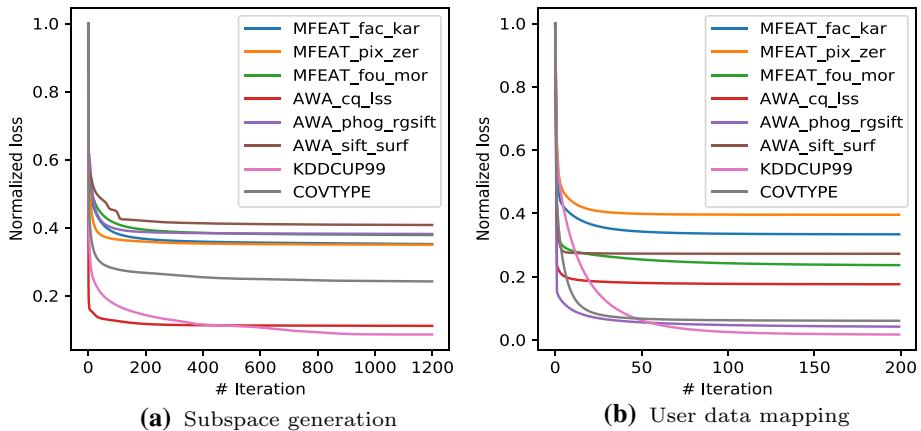 1.0
0.8
0.6
0.4
0.2
Normalized loss
MFEAT_fac_kar
MFEAT_pix_zer
MFEAT_fou_mor
AWA_cq_lss
AWA_phog_rgsift
AWA_sift_surf
KDDCUP99
COVTYPE
0 200 400 600 800 1000 1200
# Iteration
(a) Subspace generation
1.0
0.8
0.6
0.4
0.2
0.0
Normalized loss
MFEAT_fac_kar
MFEAT_pix_zer
MFEAT_fou_mor
AWA_cq_lss
AWA_phog_rgsift
AWA_sift_surf
KDDCUP99
COVTYPE
0 50 100 150 200
# Iteration
(b) User data mapping